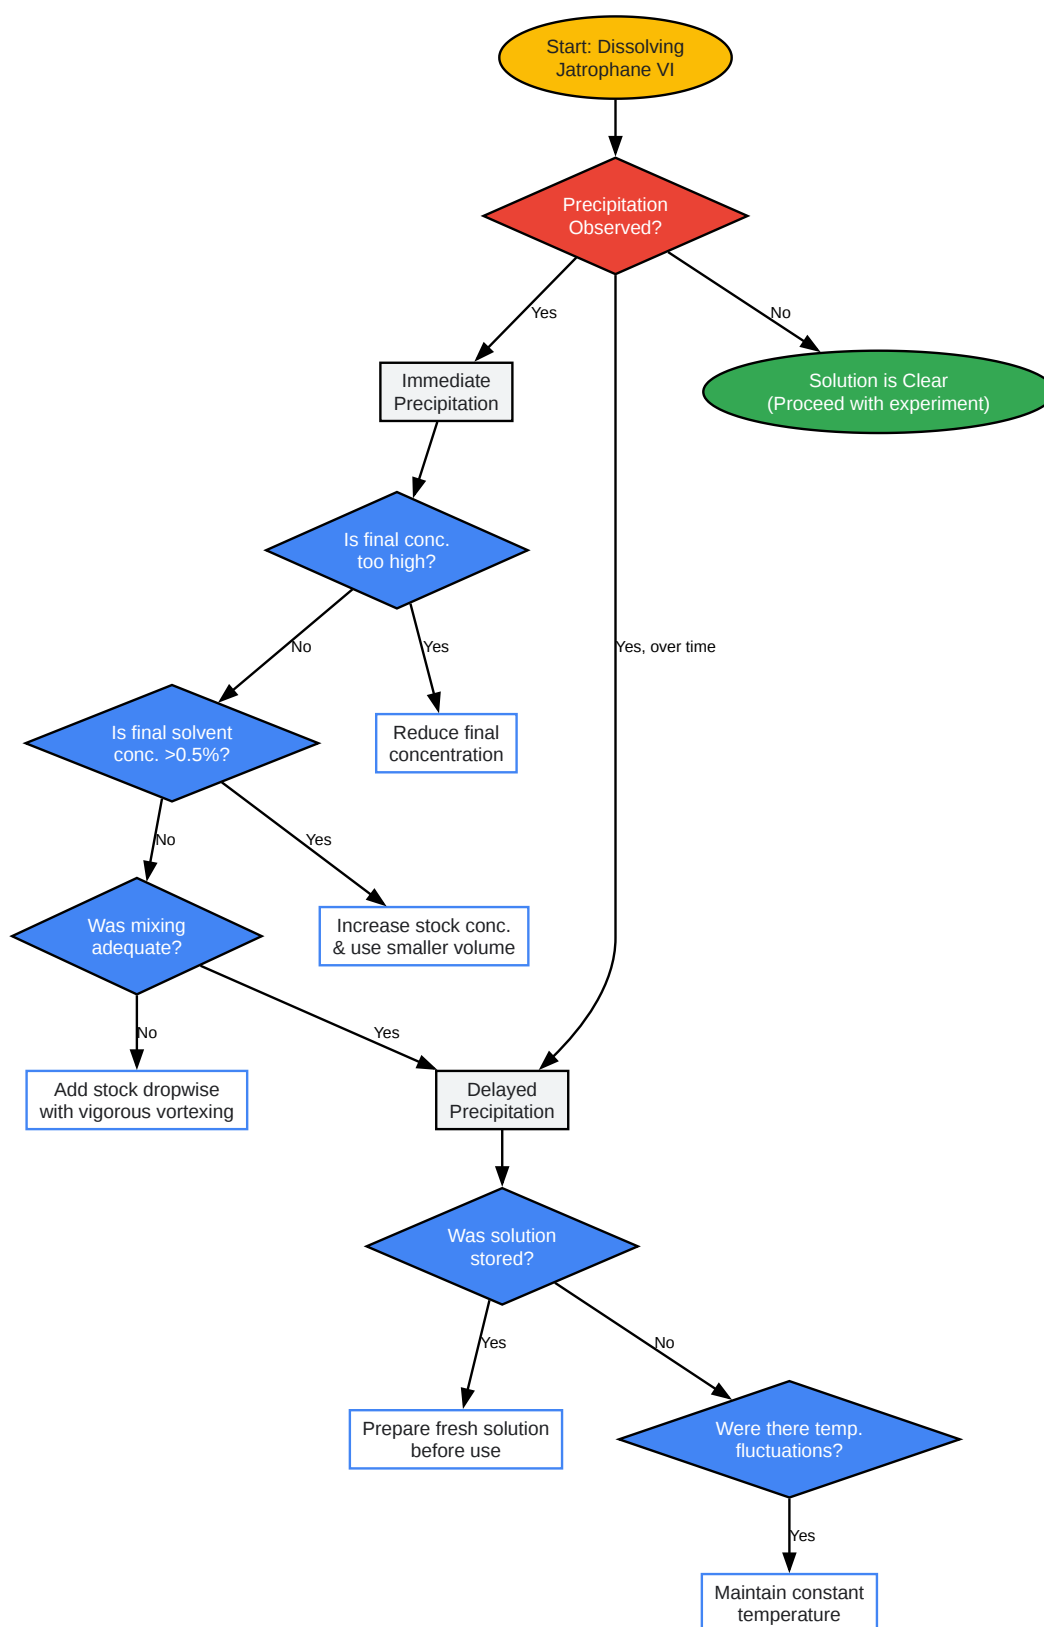 Start: Dissolving
Jatrophane VI
Precipitation
Observed?
Yes
No
Immediate
Precipitation
Solution is Clear
(Proceed with experiment)
Is final conc.
too high?
No
Yes
Yes, over time
Is final solvent
conc. >0.5%?
Reduce final
concentration
No
Yes
Was mixing
adequate?
Increase stock conc.
& use smaller volume
No
Yes
Add stock dropwise
with vigorous vortexing
Delayed
Precipitation
Was solution
stored?
Yes
No
Prepare fresh solution
before use
Were there temp.
fluctuations?
Yes
Maintain constant
temperature